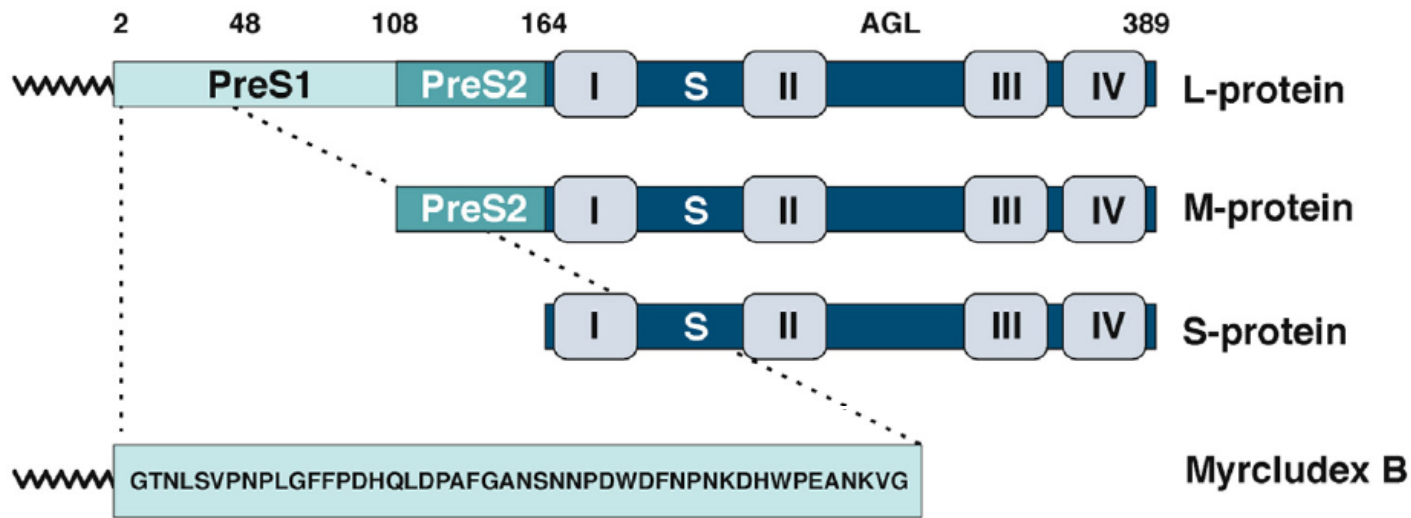 2 48 108 164 AGL 389
PreS1 PreS2 I S II III IV L-protein
PreS2 I S II III IV M-protein
I S II III IV S-protein
GTNLSVPNPLGFFPDHQLDPAFGANSNNPDWDFNPNKDHWPEANKVG Myrcludex B